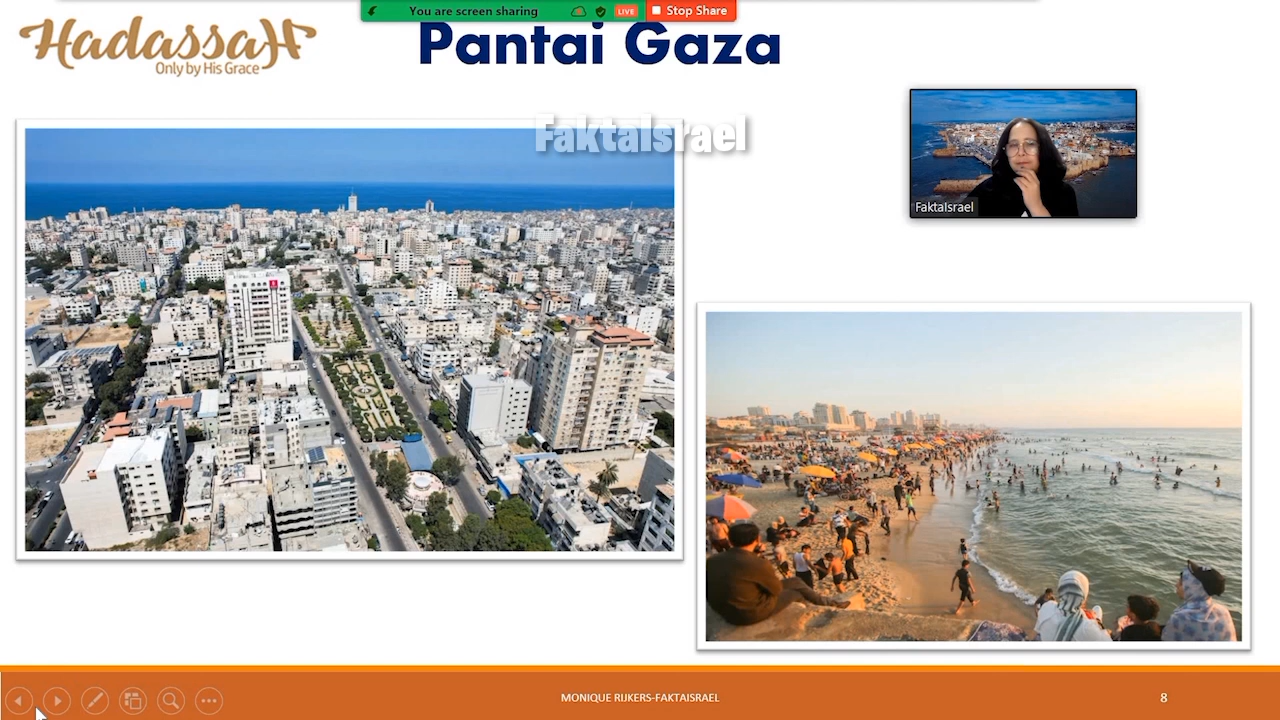 You are screen sharing
LIVE
Stop Share
Hadassah
Only by His Grace
Pantai Gaza
FaktaIsrael
FaktaIsrael
MONIQUE RIJKERS-FAKTAISRAEL
8